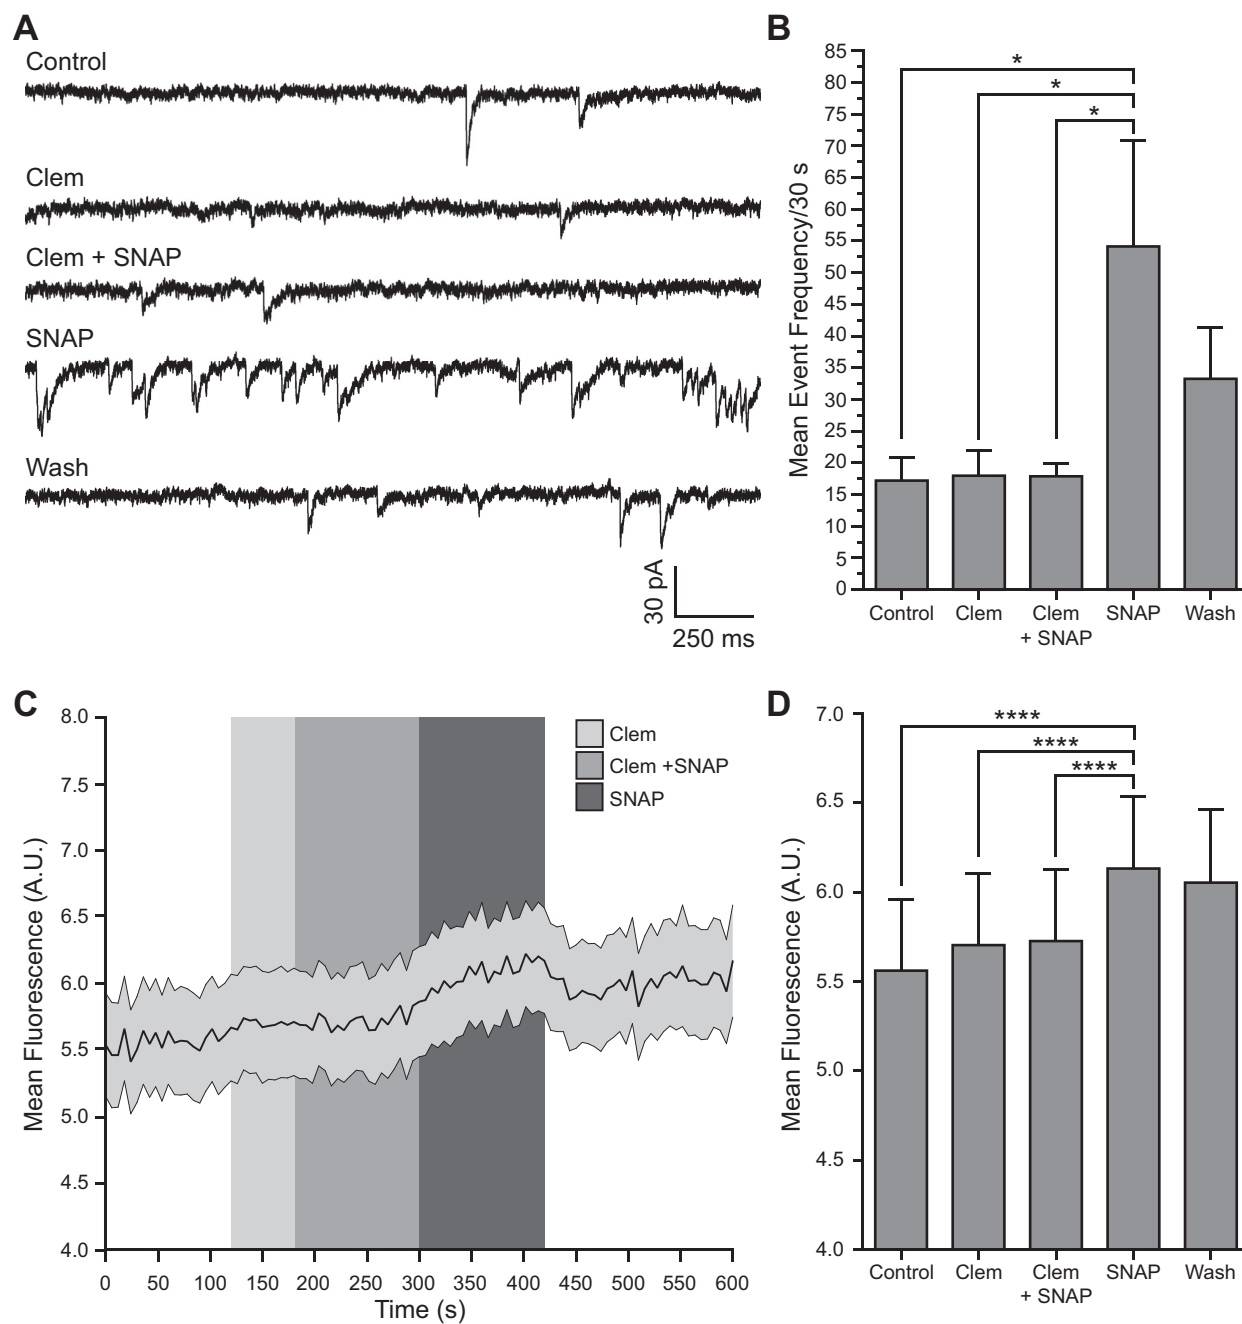 A
Control
Clem
Clem + SNAP
SNAP
Wash
30 pA
250 ms
B
Mean Event Frequency/30 s
85
80
75
70
65
60
55
50
45
40
35
30
25
20
15
10
5
0
*
*
*
Control
Clem
Clem
+ SNAP
SNAP
Wash
C
Mean Fluorescence (A.U.)
8.0
7.5
7.0
6.5
6.0
5.5
5.0
4.5
4.0
Clem
Clem +SNAP
SNAP
0 50 100 150 200 250 300 350 400 450 500 550 600
Time (s)
D
Mean Fluorescence (A.U.)
7.0
6.5
6.0
5.5
5.0
4.5
4.0
****
****
****
Control
Clem
Clem
+ SNAP
SNAP
Wash